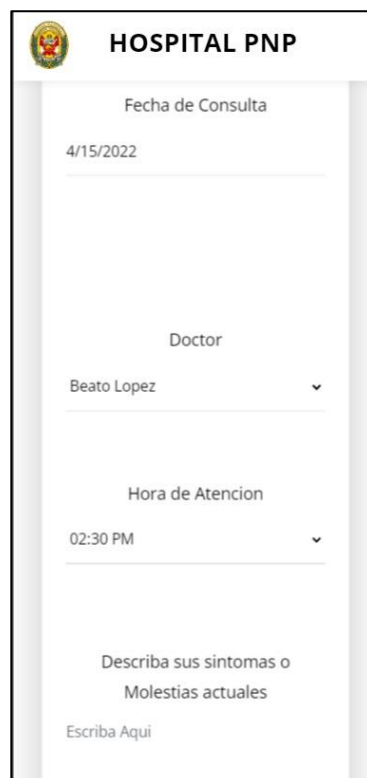 HOSPITAL PNP
Fecha de Consulta
4/15/2022
Doctor
Beato Lopez
Hora de Atencion
02:30 PM
Describa sus sintomas o
Molestias actuales
Escriba Aqui